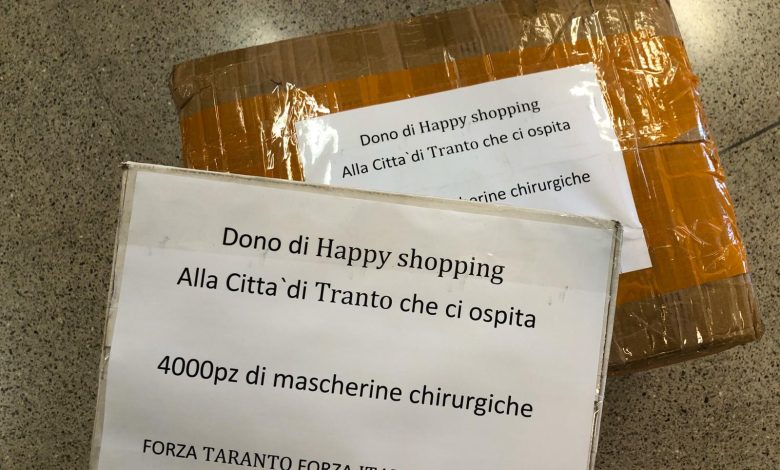 Dono di Happy shopping
Alla Citta`di Tranto che ci ospita
mascherine chirurgiche
Dono di Happy shopping
Alla Citta`di Tranto che ci ospita
4000pz di mascherine chirurgiche
FORZA TARANTO FORZA